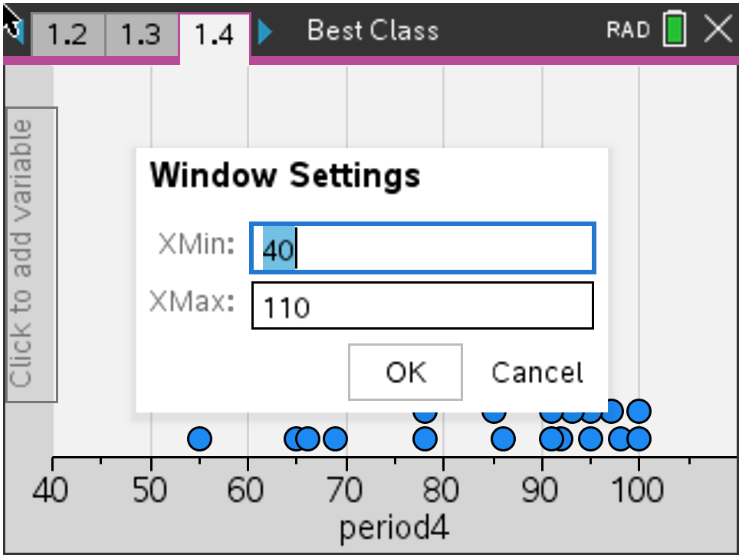 1.2 1.3 1.4 Best Class RAD
Click to add variable
Window Settings
XMin: 40
XMax: 110
OK Cancel
40 50 60 70 80 90 100
period4